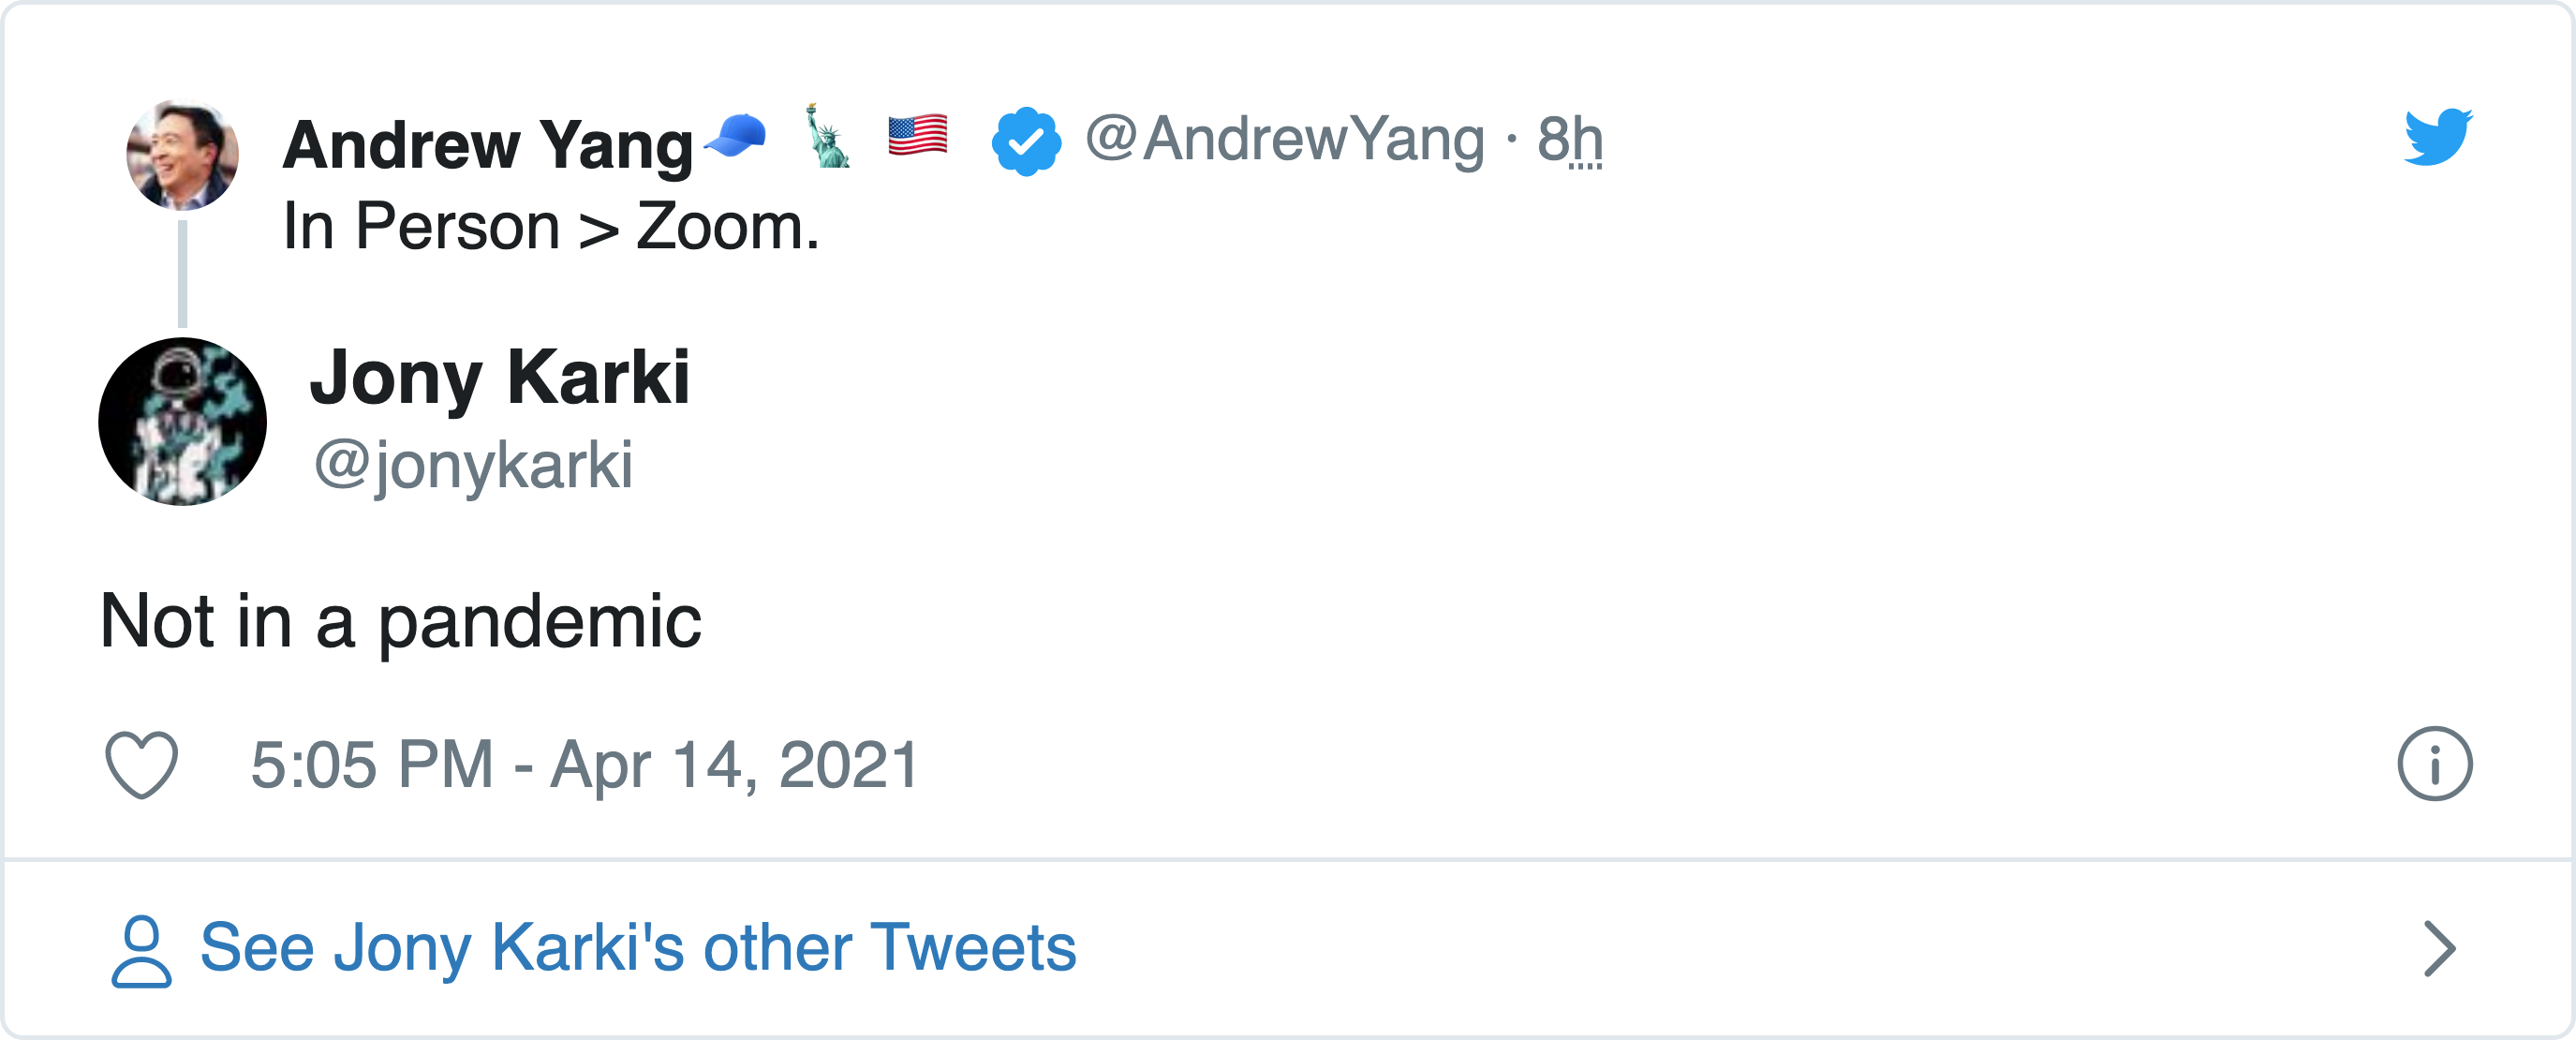 Andrew Yang🧢 🗽 🇺🇸 @AndrewYang · 8h
In Person > Zoom.
Jony Karki
@jonykarki
Not in a pandemic
5:05 PM - Apr 14, 2021
See Jony Karki's other Tweets